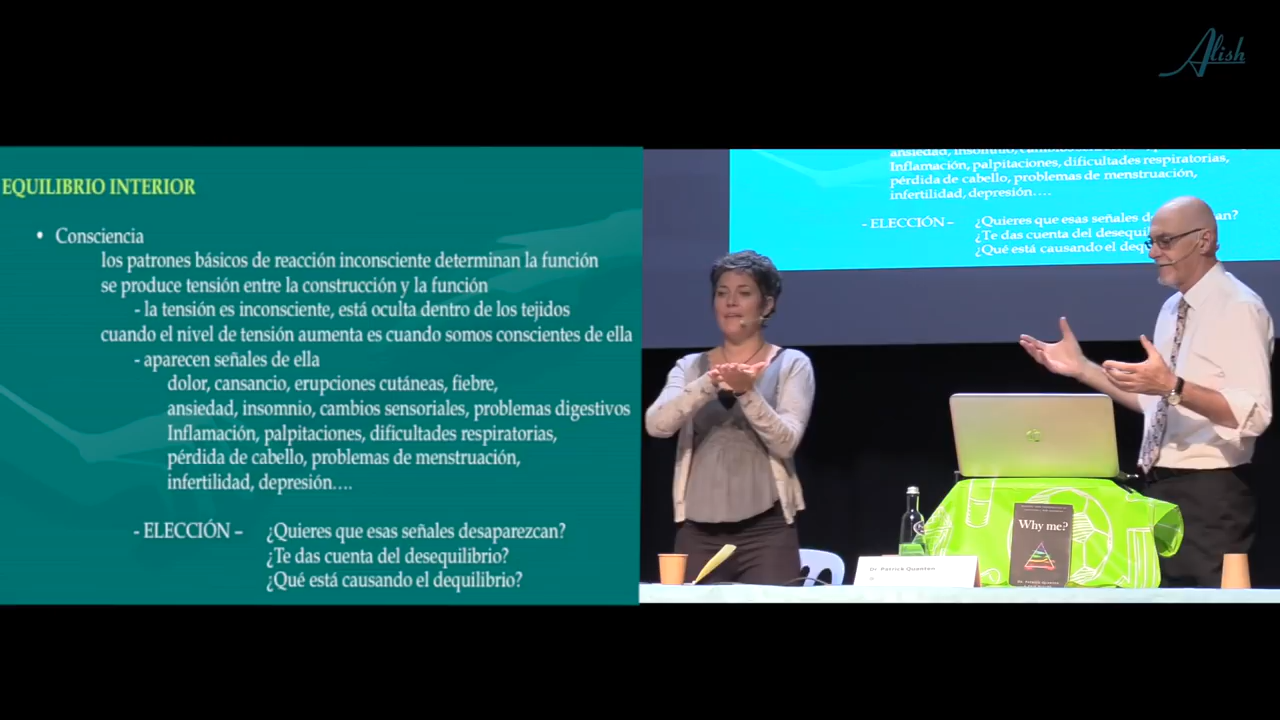 Alish
EQUILIBRIO INTERIOR
• Consciencia
los patrones básicos de reacción inconsciente determinan la función
se produce tensión entre la construcción y la función
- la tensión es inconsciente, está oculta dentro de los tejidos
cuando el nivel de tensión aumenta es cuando somos conscientes de ella
- aparecen señales de ella
dolor, cansancio, erupciones cutáneas, fiebre,
ansiedad, insomnio, cambios sensoriales, problemas digestivos
Inflamación, palpitaciones, dificultades respiratorias,
pérdida de cabello, problemas de menstruación,
infertilidad, depresión….
- ELECCIÓN – ¿Quieres que esas señales desaparezcan?
¿Te das cuenta del desequilibrio?
¿Qué está causando el dequilibrio?
ansiedad, insomnio, cambios
Inflamación, palpitaciones, dificultades respiratorias,
pérdida de cabello, problemas de menstruación,
infertilidad, depresión….
- ELECCIÓN – ¿Quieres que esas señales
¿Te das cuenta del desequi
¿Qué está causando el deq
Dr. Patrick Quanten
Why me?